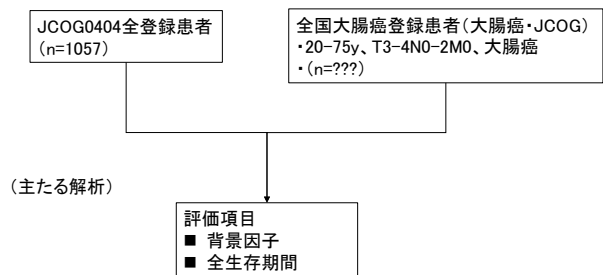 JCOG0404全登録患者
(n=1057)
全国大腸癌登録患者(大腸癌・JCOG)
・20-75y、T3-4N0-2M0、大腸癌
・(n=???)
(主たる解析)
評価項目
■ 背景因子
■ 全生存期間